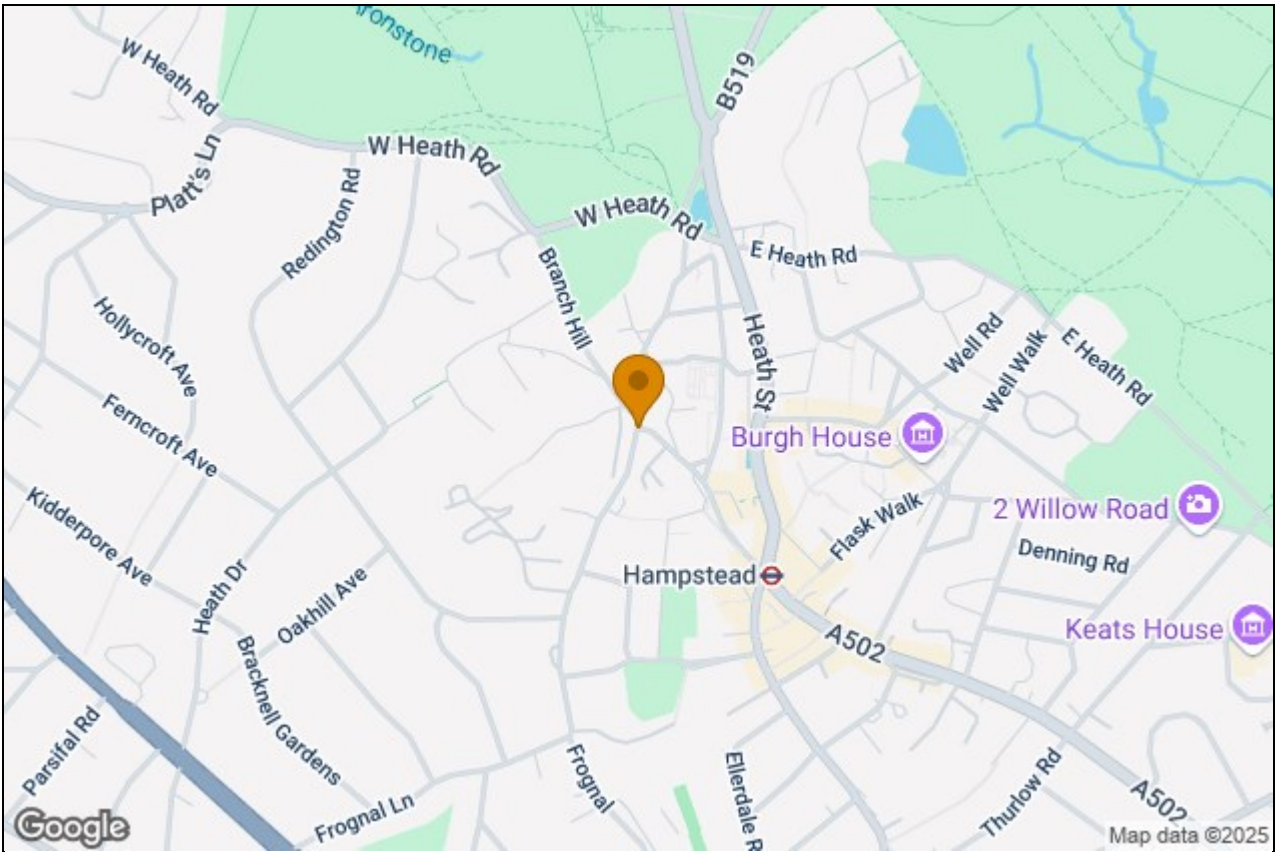 ronstone
W Heath Rd
B519
W Heath Rd
Platt's Ln
Redington Rd
W Heath Rd
E Heath Rd
Branch Hill
Hollycroft Ave
Heath St
Well Rd
Well Walk
E Heath Rd
Burgh House
Ferncroft Ave
Kidderpore Ave
Flask Walk
2 Willow Road
Denning Rd
Hampstead
Heath Dr
Oakhill Ave
A502
Keats House
Bracknell Gardens
Parsifal Rd
Frognal
Ellerdale R
Thurlow Rd
A502
Frognal Ln
Google
Map data ©2025